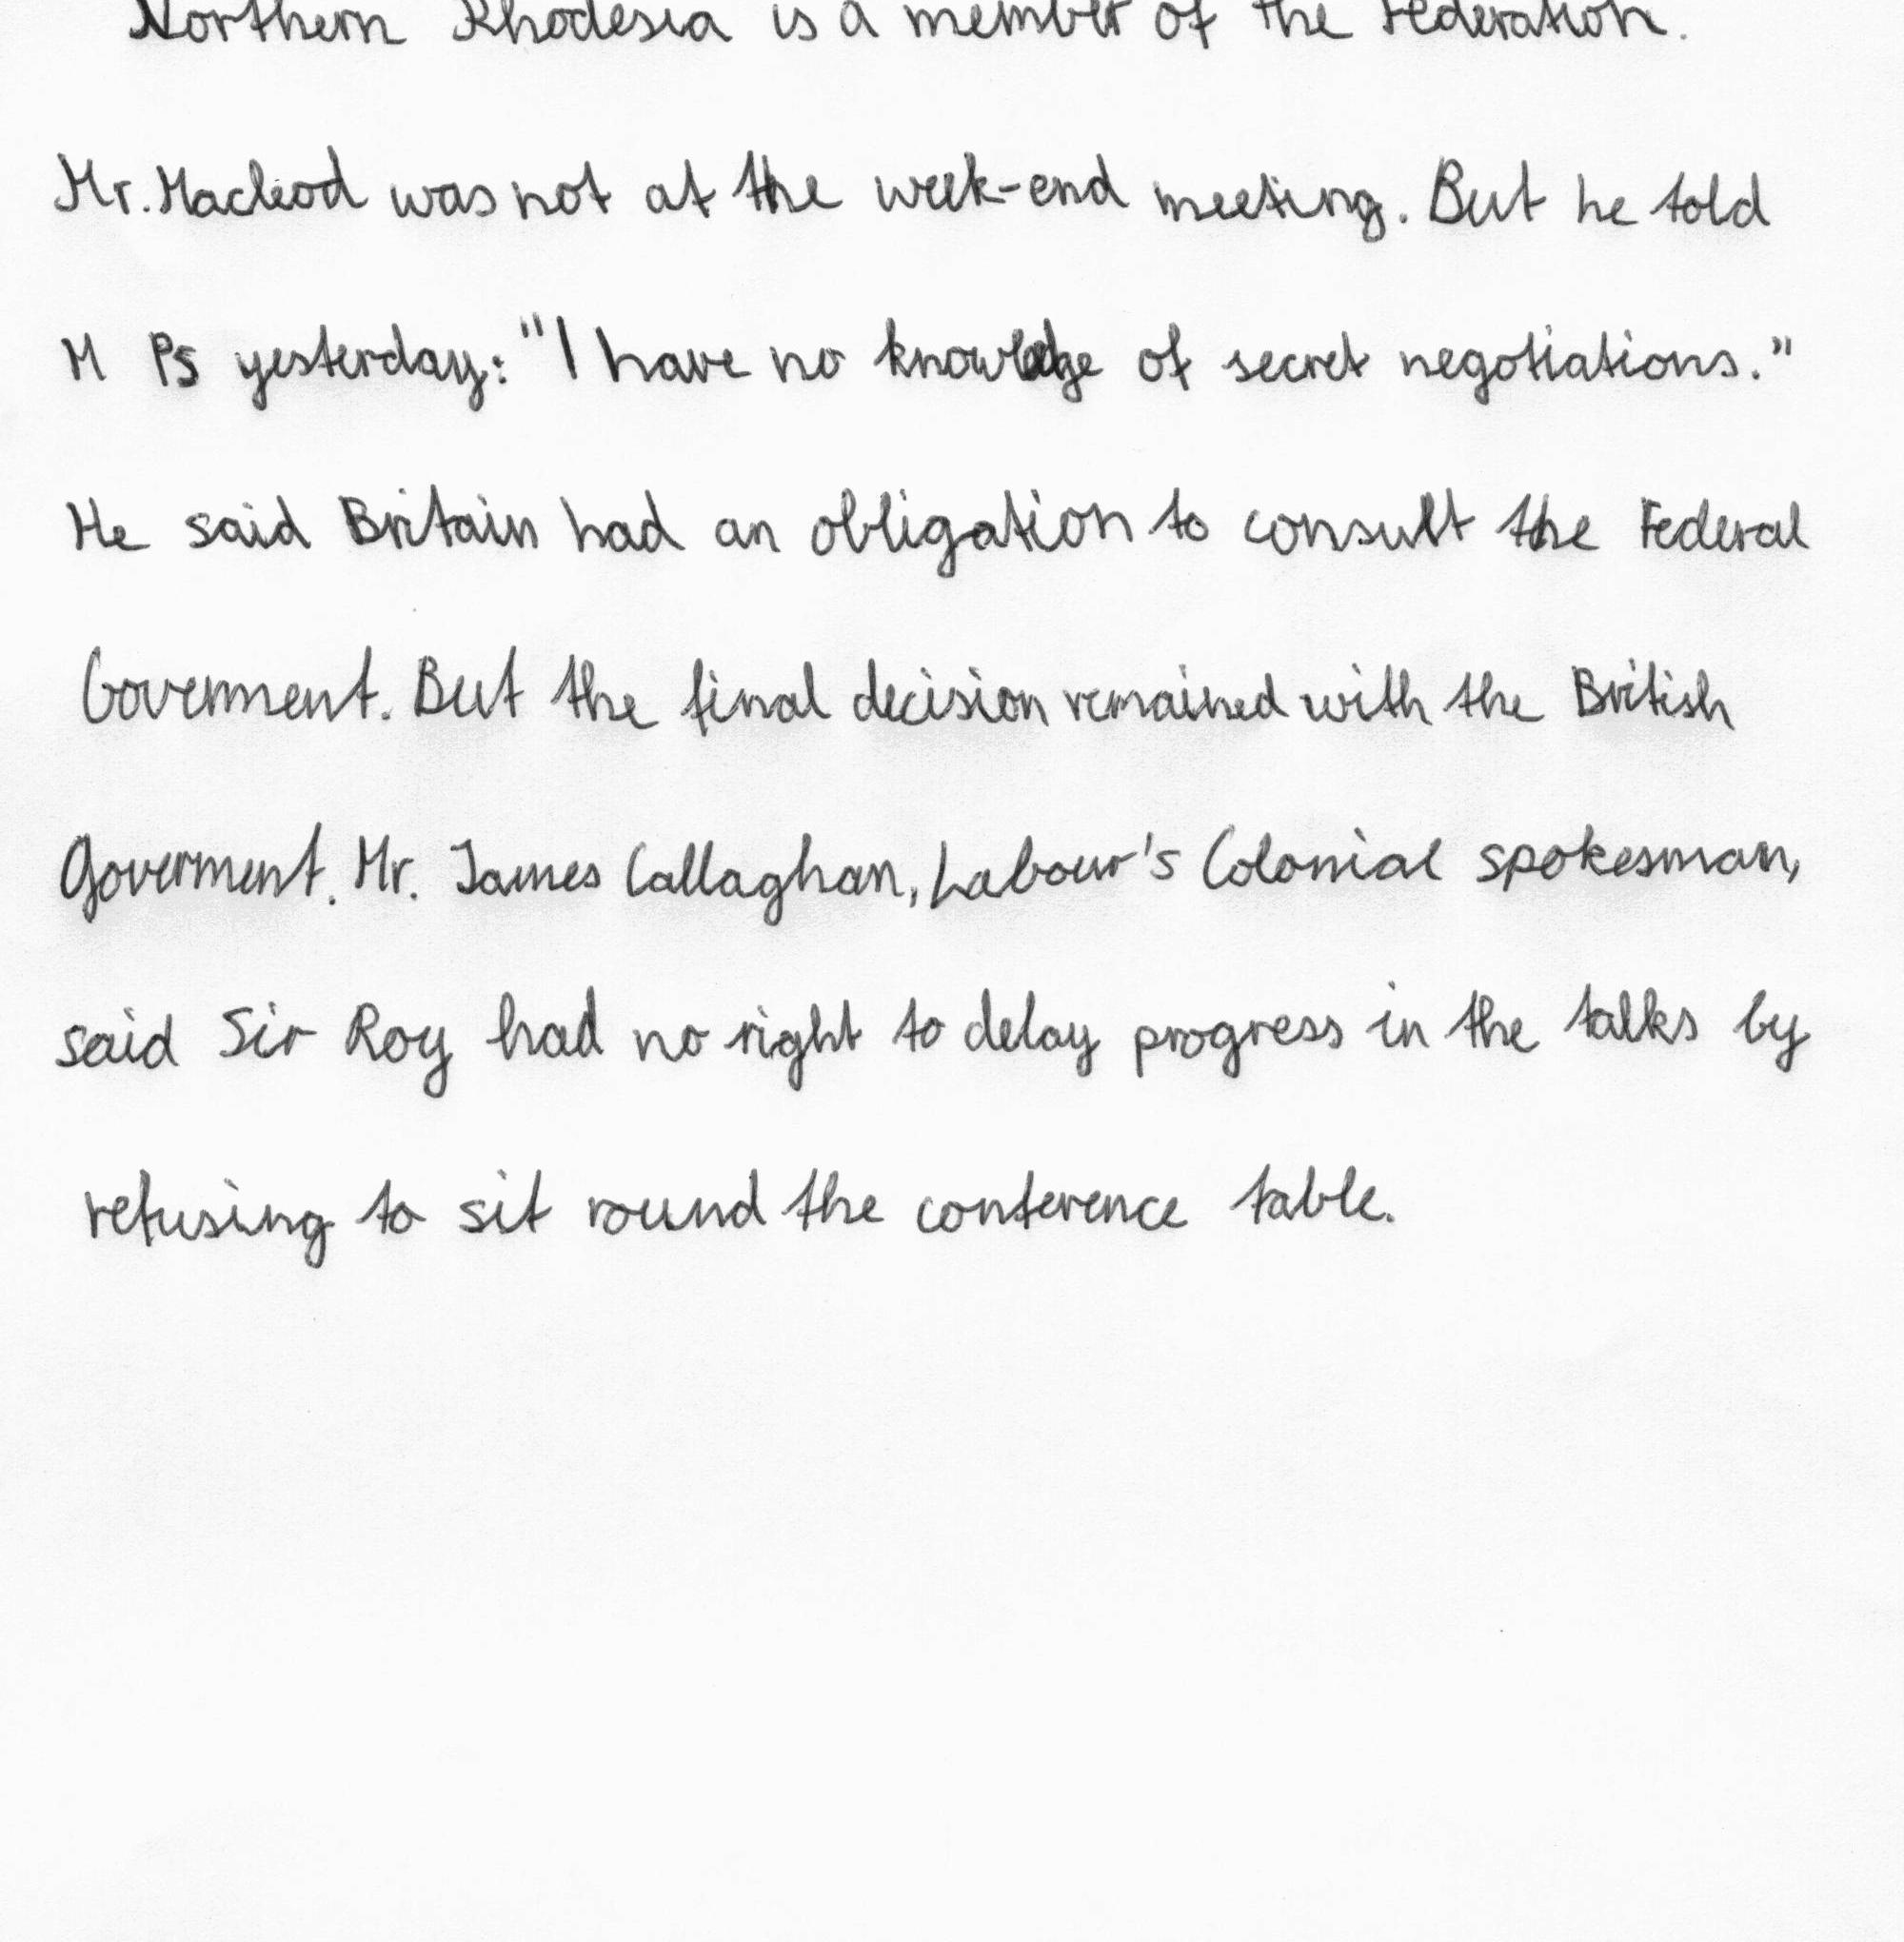 Northern Rhodesia is a member of the Federation.
Mr. Macleod was not at the week-end meeting. But he told
M Ps yesterday: "I have no knowledge of secret negotiations."
He said Britain had an obligation to consult the Federal
Goverment. But the final decision remained with the British
Goverment. Mr. James Callaghan, Labour's Colonial spokesman,
said Sir Roy had no right to delay progress in the talks by
refusing to sit round the conference table.